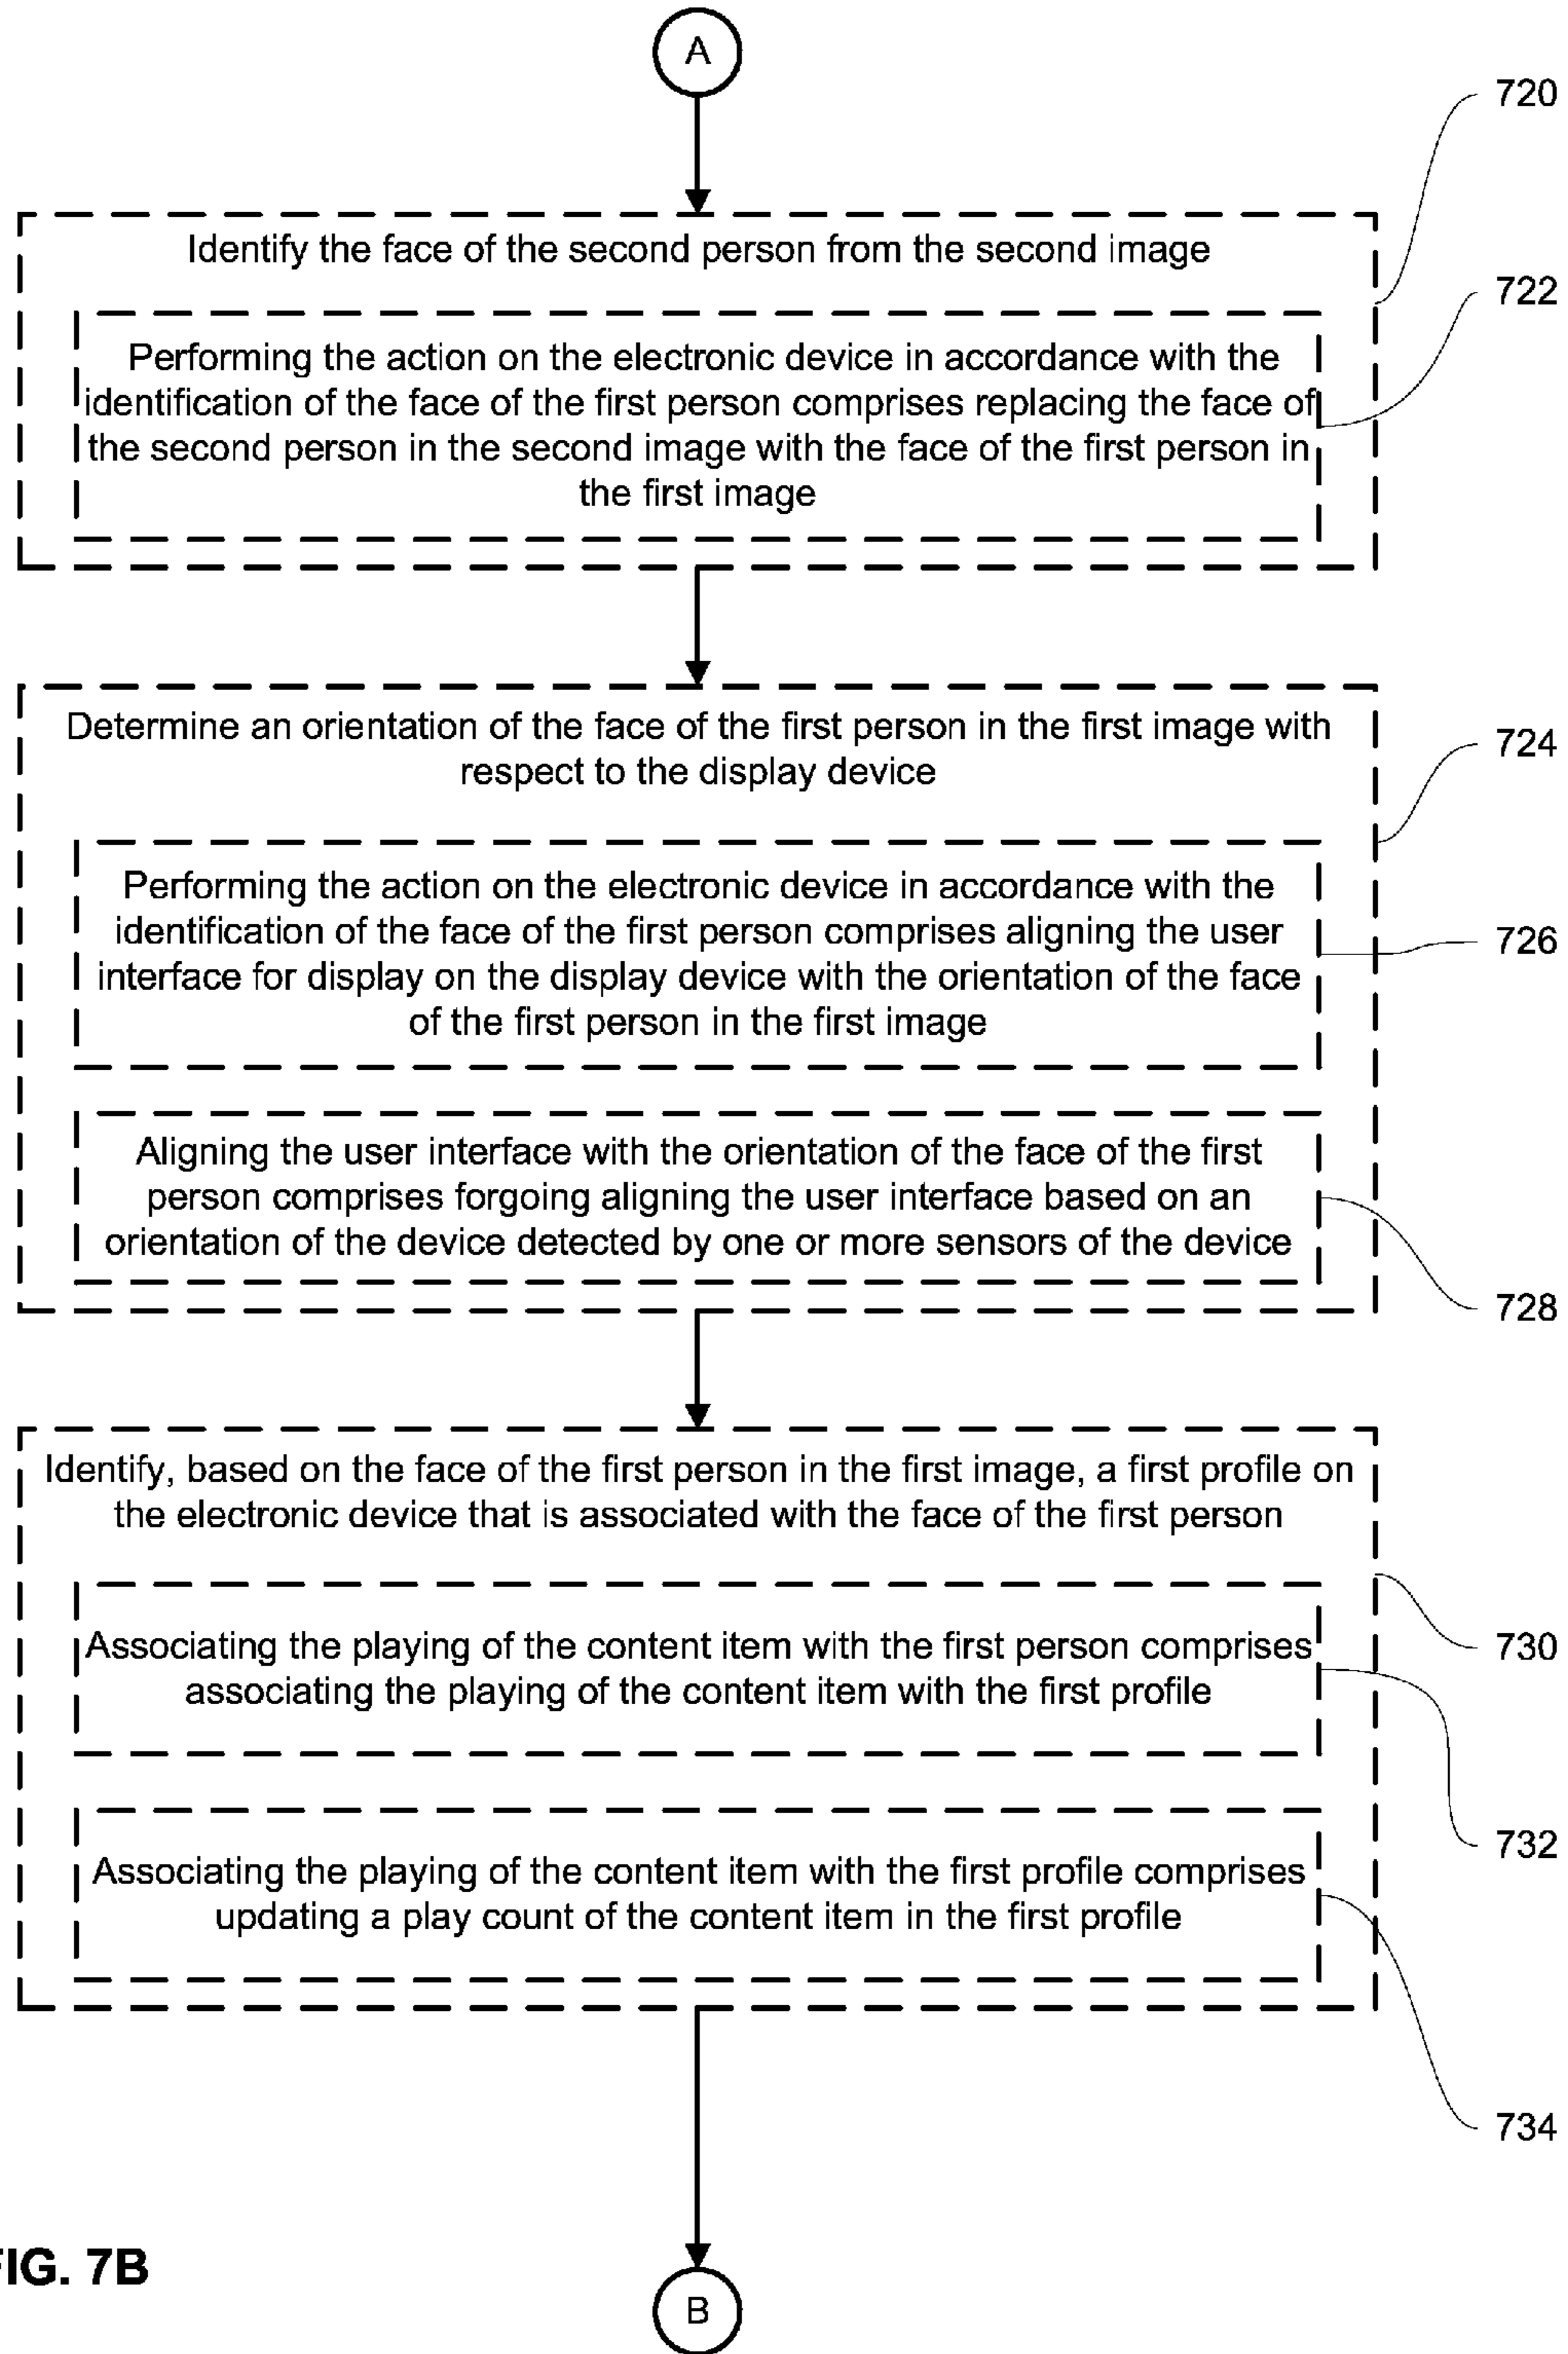 A
720
Identify the face of the second person from the second image
722
Performing the action on the electronic device in accordance with the
identification of the face of the first person comprises replacing the face of
the second person in the second image with the face of the first person in
the first image
Determine an orientation of the face of the first person in the first image with
respect to the display device
724
Performing the action on the electronic device in accordance with the
identification of the face of the first person comprises aligning the user
interface for display on the display device with the orientation of the face
of the first person in the first image
726
Aligning the user interface with the orientation of the face of the first
person comprises forgoing aligning the user interface based on an
orientation of the device detected by one or more sensors of the device
728
Identify, based on the face of the first person in the first image, a first profile on
the electronic device that is associated with the face of the first person
730
Associating the playing of the content item with the first person comprises
associating the playing of the content item with the first profile
732
Associating the playing of the content item with the first profile comprises
updating a play count of the content item in the first profile
734
FIG. 7B
B